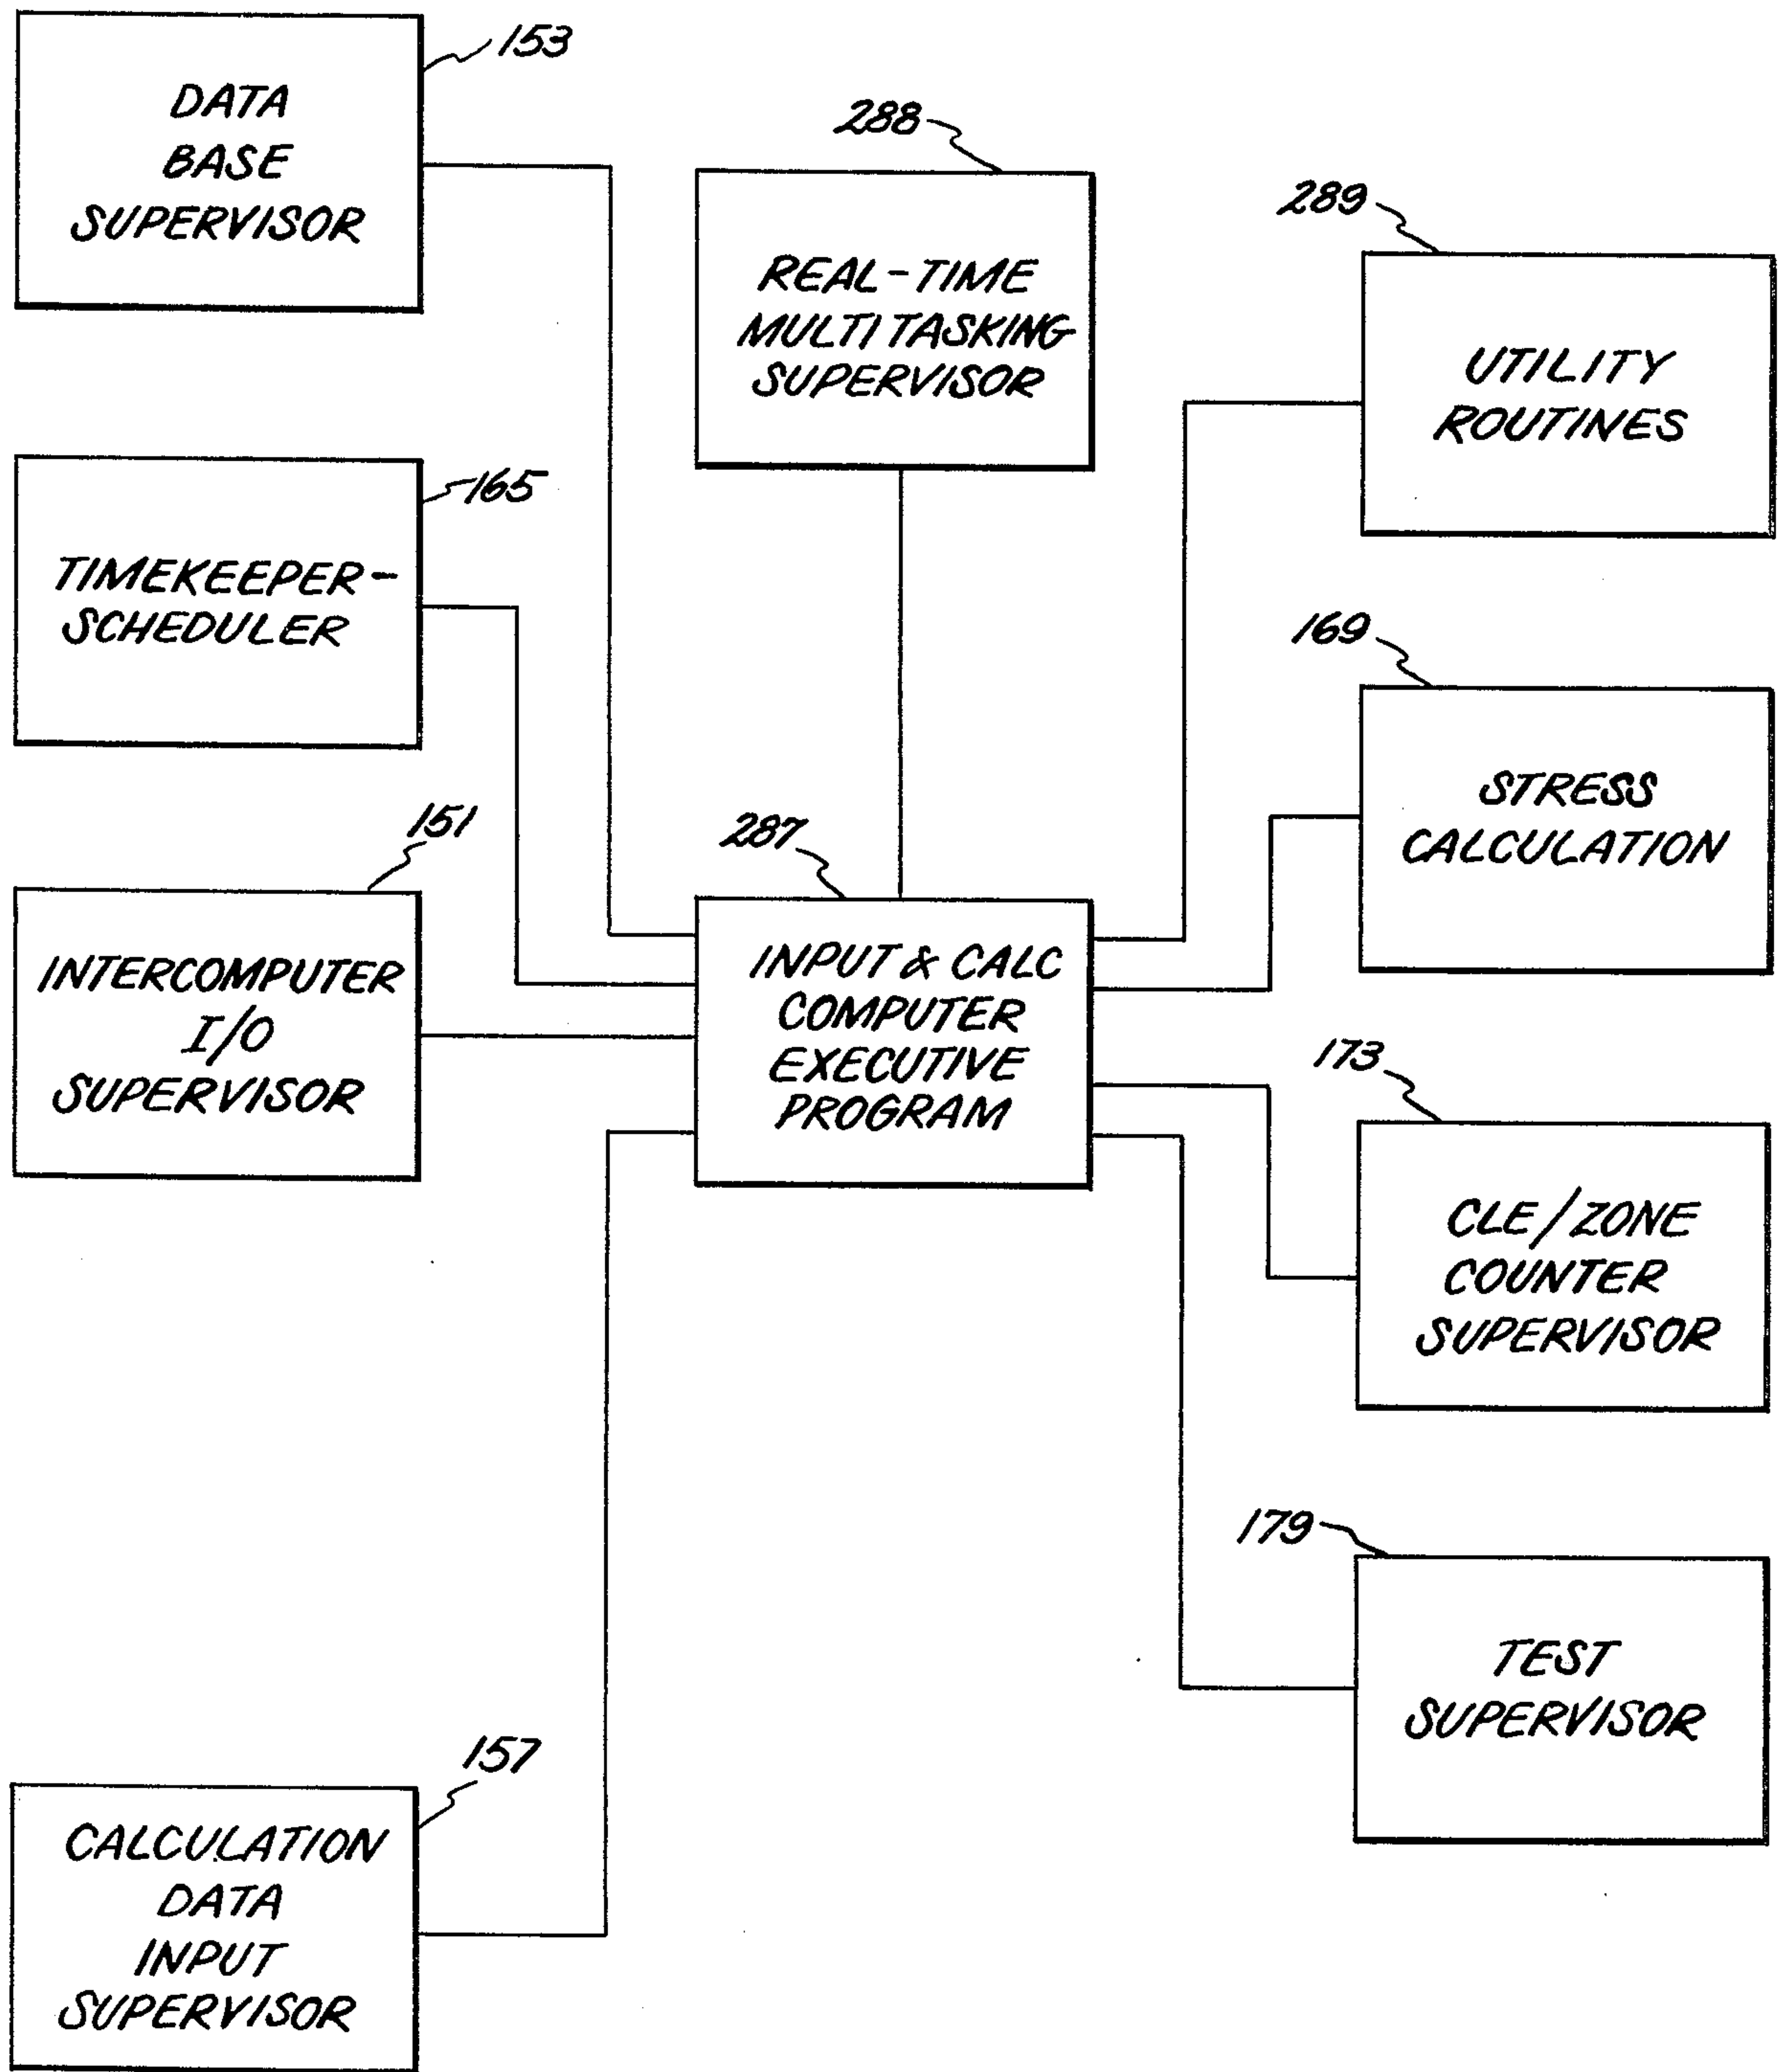 153
DATA
BASE
SUPERVISOR
288
REAL-TIME
MULTITASKING
SUPERVISOR
289
UTILITY
ROUTINES
165
TIMEKEEPER-
SCHEDULER
169
STRESS
CALCULATION
151
INTERCOMPUTER
I/O
SUPERVISOR
287
INPUT & CALC
COMPUTER
EXECUTIVE
PROGRAM
173
CLE/ZONE
COUNTER
SUPERVISOR
179
TEST
SUPERVISOR
157
CALCULATION
DATA
INPUT
SUPERVISOR